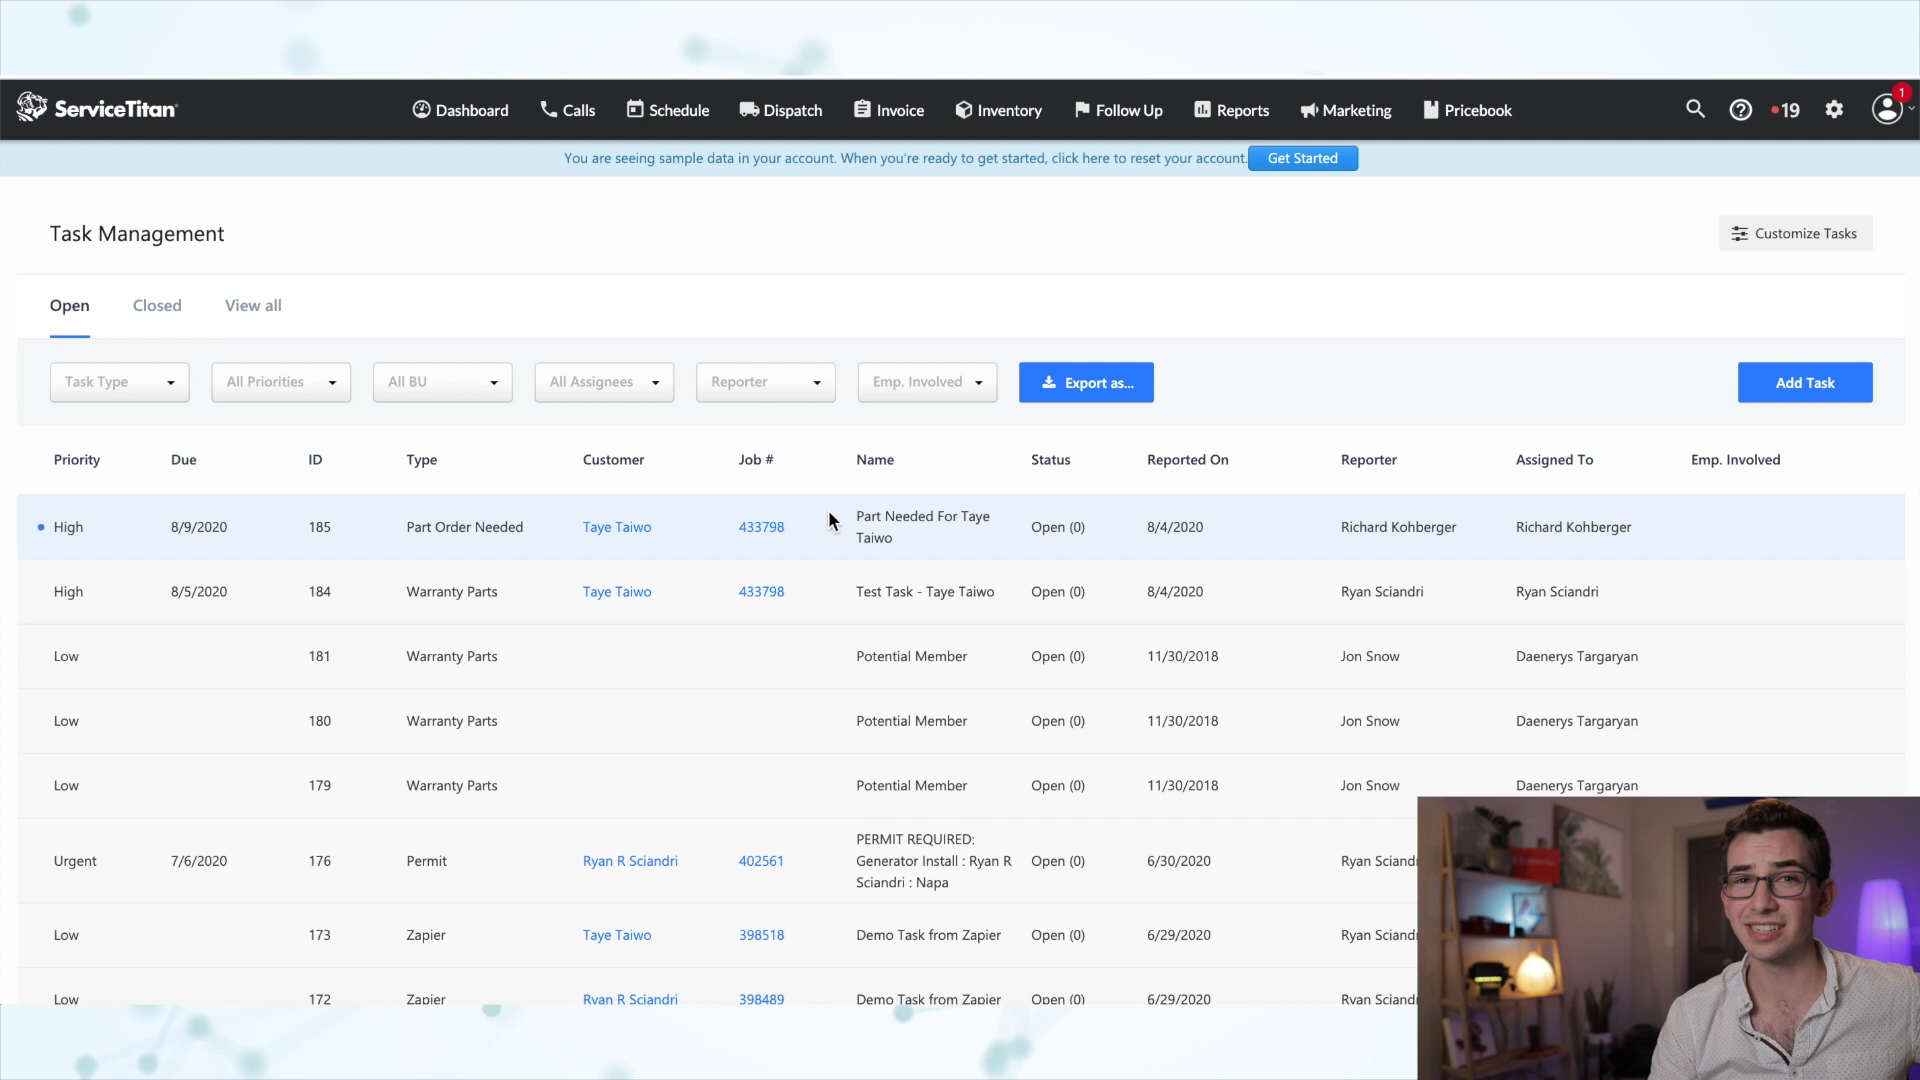 ServiceTitan
Dashboard Calls Schedule Dispatch Invoice Inventory Follow Up Reports Marketing Pricebook 19 1
You are seeing sample data in your account. When you're ready to get started, click here to reset your account. Get Started
Task Management Customize Tasks
Open Closed View all
Task Type All Priorities All BU All Assignees Reporter Emp. Involved Export as... Add Task
Priority Due ID Type Customer Job # Name Status Reported On Reporter Assigned To Emp. Involved
High 8/9/2020 185 Part Order Needed Taye Taiwo 433798 Part Needed For Taye Taiwo Open (0) 8/4/2020 Richard Kohberger Richard Kohberger
High 8/5/2020 184 Warranty Parts Taye Taiwo 433798 Test Task - Taye Taiwo Open (0) 8/4/2020 Ryan Sciandri Ryan Sciandri
Low 181 Warranty Parts Potential Member Open (0) 11/30/2018 Jon Snow Daenerys Targaryan
Low 180 Warranty Parts Potential Member Open (0) 11/30/2018 Jon Snow Daenerys Targaryan
Low 179 Warranty Parts Potential Member Open (0) 11/30/2018 Jon Snow Daenerys Targaryan
Urgent 7/6/2020 176 Permit Ryan R Sciandri 402561 PERMIT REQUIRED: Generator Install : Ryan R Sciandri : Napa Open (0) 6/30/2020 Ryan Sciand
Low 173 Zapier Taye Taiwo 398518 Demo Task from Zapier Open (0) 6/29/2020 Ryan Sciand
Low 172 Zapier Ryan R Sciandri 398489 Demo Task from Zapier Open (0) 6/29/2020 Ryan Sciand